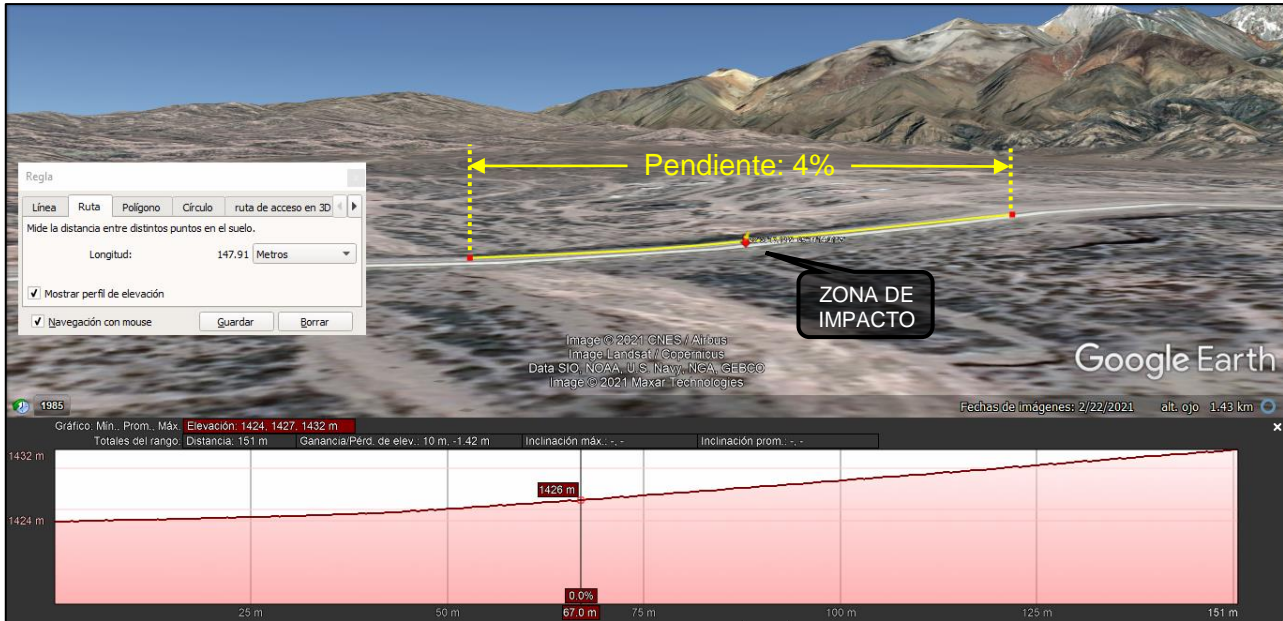 Pendiente: 4%
Regla
Línea Ruta Polígono Círculo ruta de acceso en 3D
Mide la distancia entre distintos puntos en el suelo.
Longitud: 147.91 Metros
Mostrar perfil de elevación
Navegación con mouse Guardar Borrar
ZONA DE
IMPACTO
Image © 2021 CNES / Airbus
Image Landsat / Copernicus
Data SIO, NOAA, U.S. Navy, NGA, GEBCO
Image © 2021 Maxar Technologies
Google Earth
1985
Fechas de imágenes: 2/22/2021 alt. ojo 1.43 km
Gráfico: Mín., Prom., Máx. Elevación: 1424, 1427, 1432 m
Totales del rango: Distancia: 151 m Ganancia/Pérd. de elev.: 10 m, -1.42 m Inclinación máx.: -, - Inclinación prom.: -, -
1432 m
1426 m
1424 m
0.0%
25 m 50 m 67.0 m 75 m 100 m 125 m 151 m